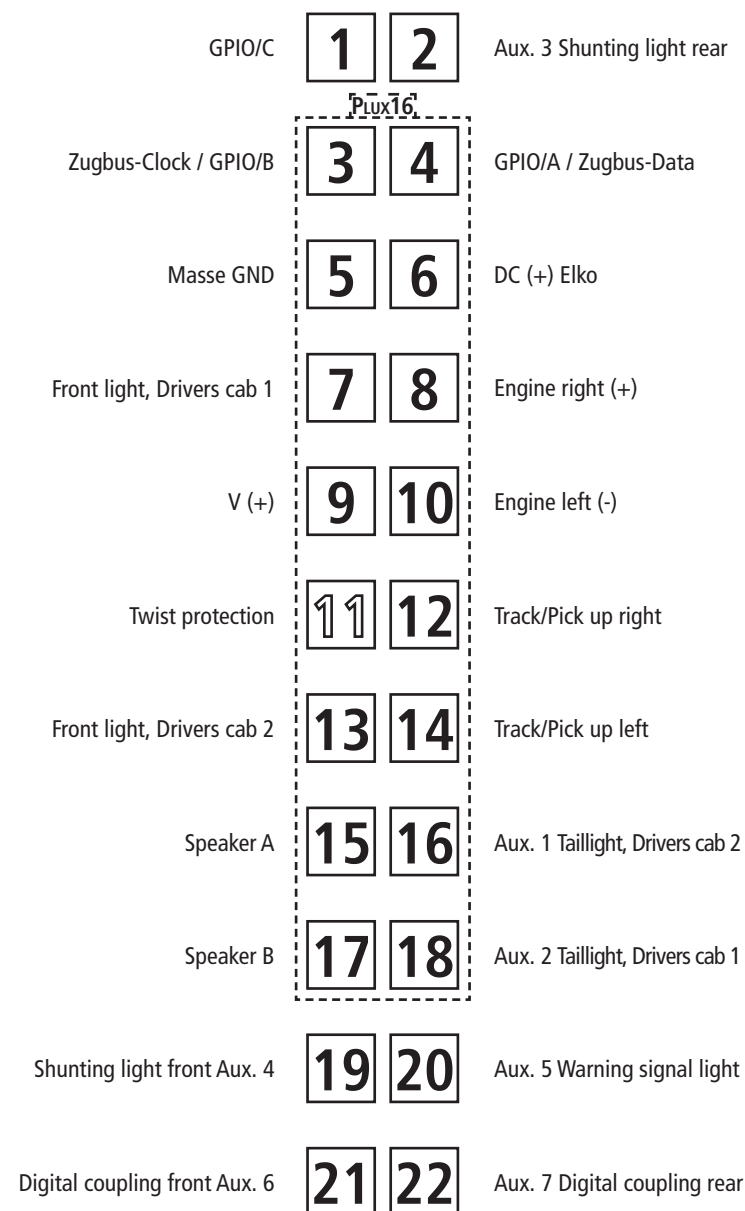 GPIO/C 1 2 Aux. 3 Shunting light rear
PLUX16
Zugbus-Clock / GPIO/B 3 4 GPIO/A / Zugbus-Data
Masse GND 5 6 DC (+) Elko
Front light, Drivers cab 1 7 8 Engine right (+)
V (+) 9 10 Engine left (-)
Twist protection 11 12 Track/Pick up right
Front light, Drivers cab 2 13 14 Track/Pick up left
Speaker A 15 16 Aux. 1 Taillight, Drivers cab 2
Speaker B 17 18 Aux. 2 Taillight, Drivers cab 1
Shunting light front Aux. 4 19 20 Aux. 5 Warning signal light
Digital coupling front Aux. 6 21 22 Aux. 7 Digital coupling rear